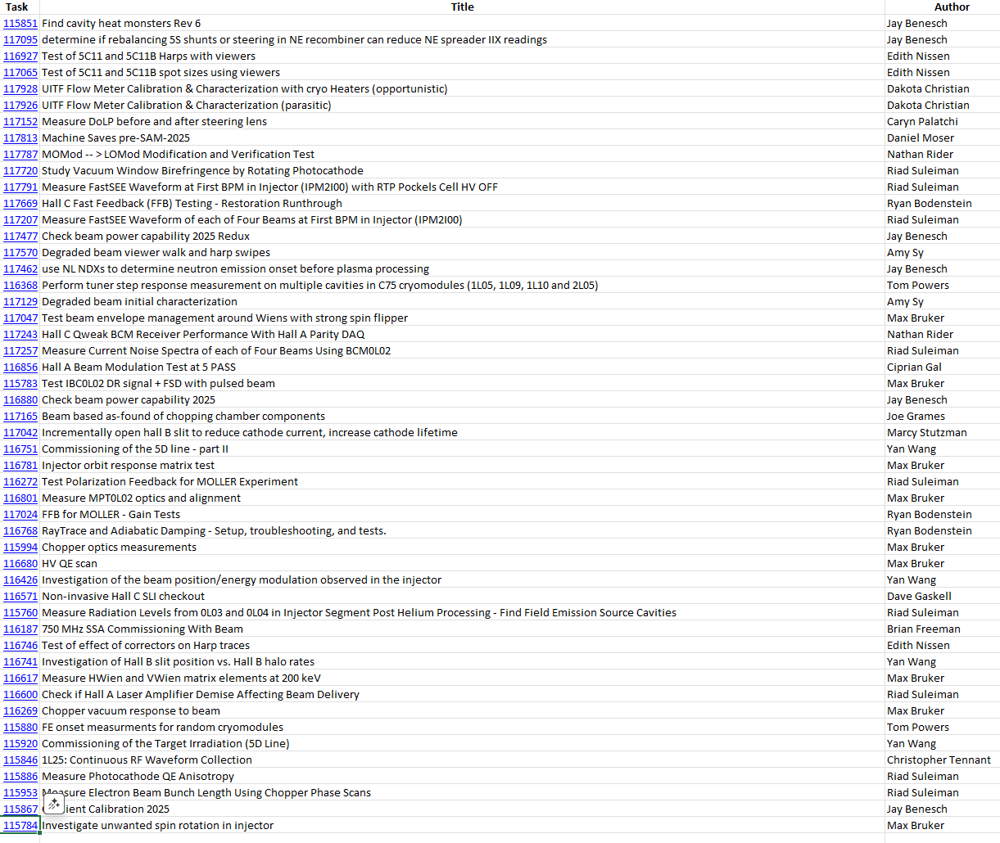 Task Title Author
115851 Find cavity heat monsters Rev 6 Jay Benesch
117095 determine if rebalancing 5S shunts or steering in NE recombiner can reduce NE spreader IIX readings Jay Benesch
116927 Test of 5C11 and 5C11B Harps with viewers Edith Nissen
117065 Test of 5C11 and 5C11B spot sizes using viewers Edith Nissen
117928 UITF Flow Meter Calibration & Characterization with cryo Heaters (opportunistic) Dakota Christian
117926 UITF Flow Meter Calibration & Characterization (parasitic) Dakota Christian
117152 Measure DoLP before and after steering lens Caryn Palatchi
117813 Machine Saves pre-SAM-2025 Daniel Moser
117787 MOMod -- > LOMod Modification and Verification Test Nathan Rider
117720 Study Vacuum Window Birefringence by Rotating Photocathode Riad Suleiman
117791 Measure FastSEE Waveform at First BPM in Injector (IPM2I00) with RTP Pockels Cell HV OFF Riad Suleiman
117669 Hall C Fast Feedback (FFB) Testing - Restoration Runthrough Ryan Bodenstein
117207 Measure FastSEE Waveform of each of Four Beams at First BPM in Injector (IPM2I00) Riad Suleiman
117477 Check beam power capability 2025 Redux Jay Benesch
117570 Degraded beam viewer walk and harp swipes Amy Sy
117462 use NL NDXs to determine neutron emission onset before plasma processing Jay Benesch
116368 Perform tuner step response measurement on multiple cavities in C75 cryomodules (1L05, 1L09, 1L10 and 2L05) Tom Powers
117129 Degraded beam initial characterization Amy Sy
117047 Test beam envelope management around Wiens with strong spin flipper Max Bruker
117243 Hall C Qweak BCM Receiver Performance With Hall A Parity DAQ Nathan Rider
117257 Measure Current Noise Spectra of each of Four Beams Using BCM0L02 Riad Suleiman
116856 Hall A Beam Modulation Test at 5 PASS Ciprian Gal
115783 Test IBC0L02 DR signal + FSD with pulsed beam Max Bruker
116880 Check beam power capability 2025 Jay Benesch
117165 Beam based as-found of chopping chamber components Joe Grames
117042 Incrementally open hall B slit to reduce cathode current, increase cathode lifetime Marcy Stutzman
116751 Commissioning of the 5D line - part II Yan Wang
116781 Injector orbit response matrix test Max Bruker
116272 Test Polarization Feedback for MOLLER Experiment Riad Suleiman
116801 Measure MPT0L02 optics and alignment Max Bruker
117024 FFB for MOLLER - Gain Tests Ryan Bodenstein
116768 RayTrace and Adiabatic Damping - Setup, troubleshooting, and tests. Ryan Bodenstein
115994 Chopper optics measurements Max Bruker
116680 HV QE scan Max Bruker
116426 Investigation of the beam position/energy modulation observed in the injector Yan Wang
116571 Non-invasive Hall C SLI checkout Dave Gaskell
115760 Measure Radiation Levels from 0L03 and 0L04 in Injector Segment Post Helium Processing - Find Field Emission Source Cavities Riad Suleiman
116187 750 MHz SSA Commissioning With Beam Brian Freeman
116746 Test of effect of correctors on Harp traces Edith Nissen
116741 Investigation of Hall B slit position vs. Hall B halo rates Yan Wang
116617 Measure HWien and VWien matrix elements at 200 keV Max Bruker
116600 Check if Hall A Laser Amplifier Demise Affecting Beam Delivery Riad Suleiman
116269 Chopper vacuum response to beam Max Bruker
115880 FE onset measurments for random cryomodules Tom Powers
115920 Commissioning of the Target Irradiation (5D Line) Yan Wang
115846 1L25: Continuous RF Waveform Collection Christopher Tennant
115886 Measure Photocathode QE Anisotropy Riad Suleiman
115953 Measure Electron Beam Bunch Length Using Chopper Phase Scans Riad Suleiman
115867 Calibration 2025 Jay Benesch
115784 Investigate unwanted spin rotation in injector Max Bruker